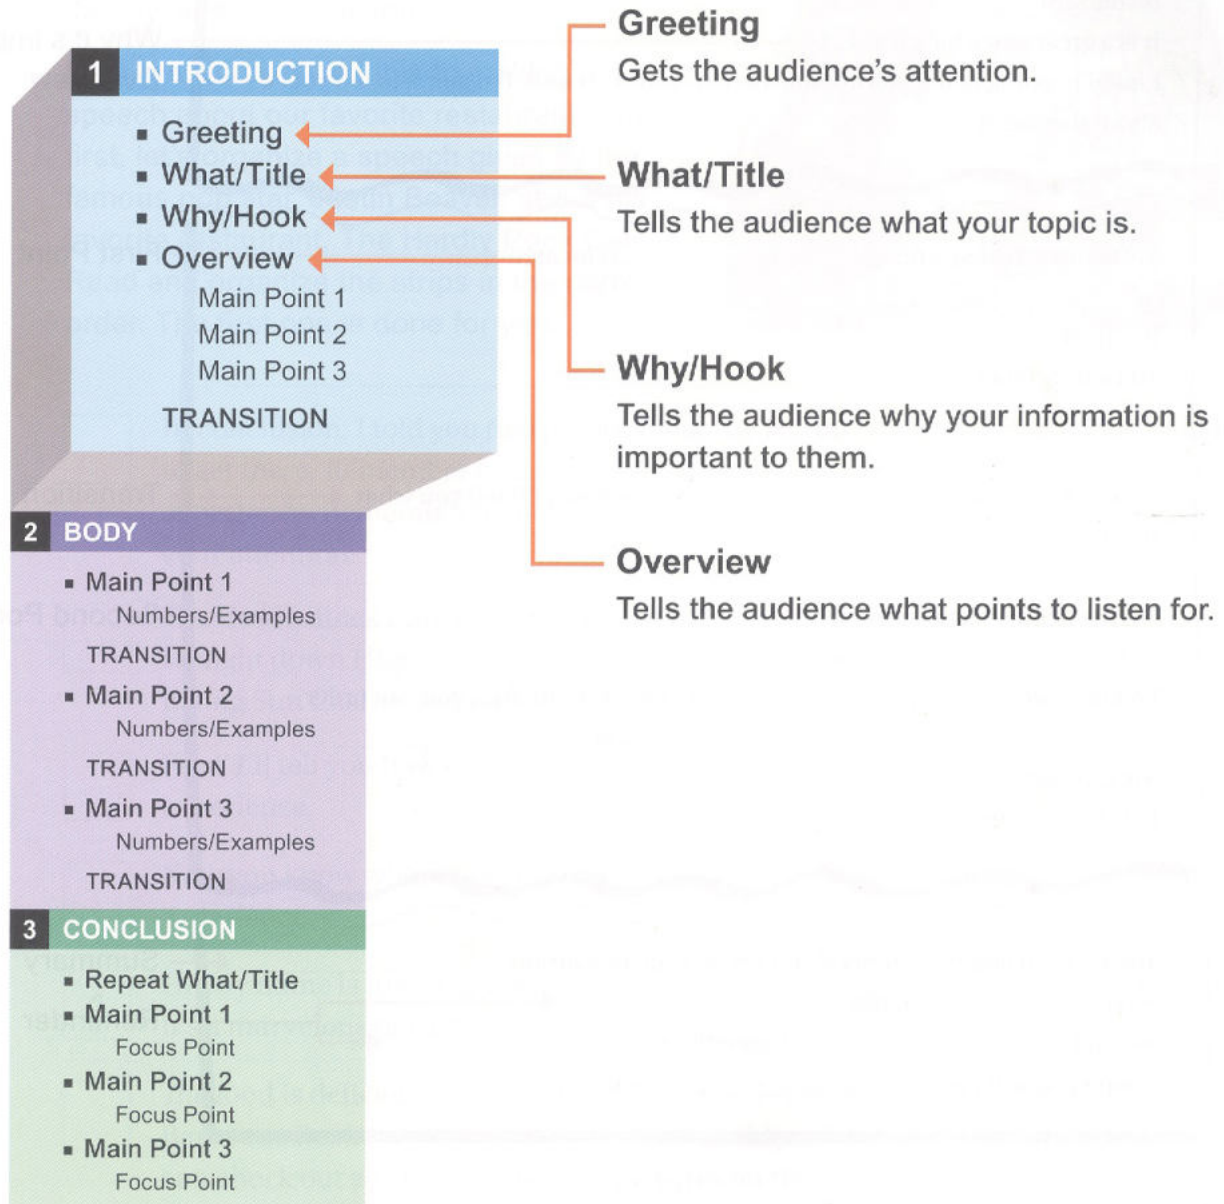 1 INTRODUCTION
▪ Greeting
▪ What/Title
▪ Why/Hook
▪ Overview
Main Point 1
Main Point 2
Main Point 3
TRANSITION
2 BODY
▪ Main Point 1
Numbers/Examples
TRANSITION
▪ Main Point 2
Numbers/Examples
TRANSITION
▪ Main Point 3
Numbers/Examples
TRANSITION
3 CONCLUSION
▪ Repeat What/Title
▪ Main Point 1
Focus Point
▪ Main Point 2
Focus Point
▪ Main Point 3
Focus Point
Greeting
Gets the audience's attention.
What/Title
Tells the audience what your topic is.
Why/Hook
Tells the audience why your information is
important to them.
Overview
Tells the audience what points to listen for.